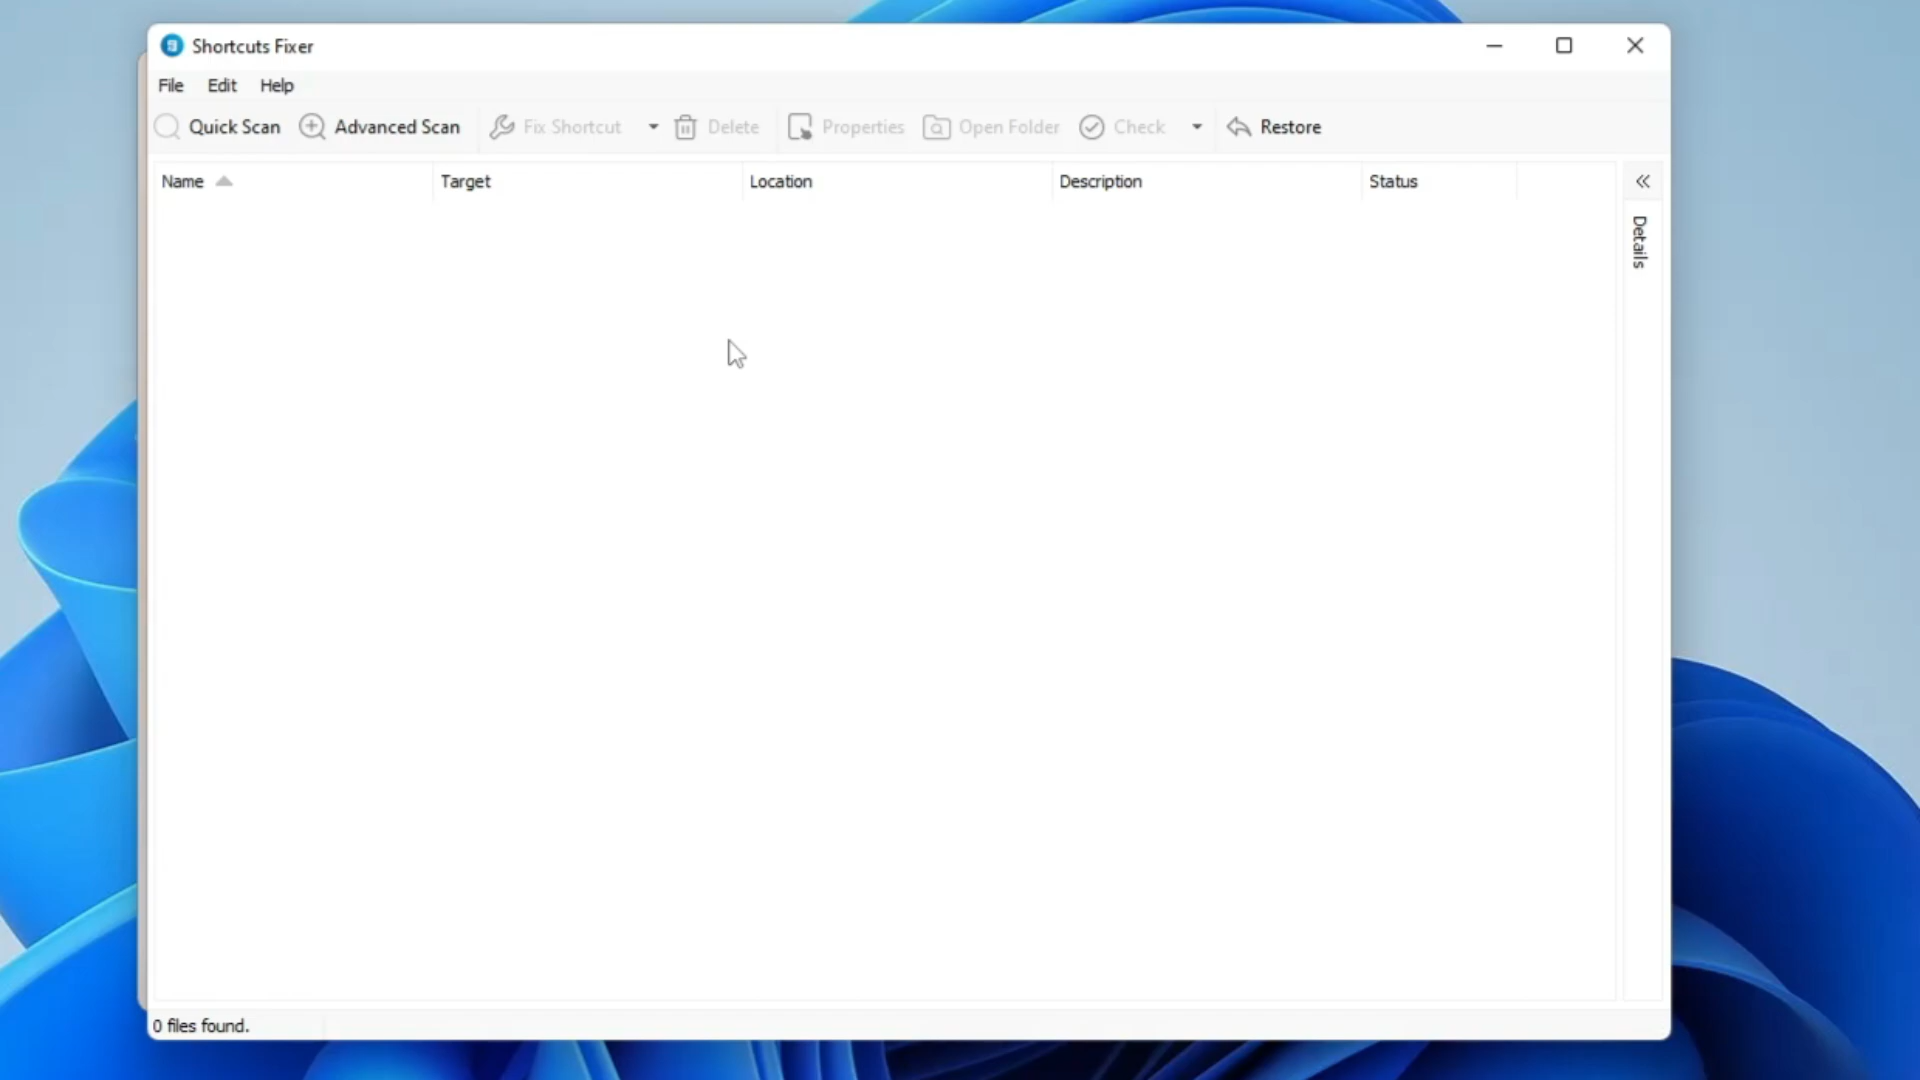 Shortcuts Fixer
File Edit Help
Quick Scan Advanced Scan Fix Shortcut Delete Properties Open Folder Check Restore
Name Target Location Description Status
Details
0 files found.